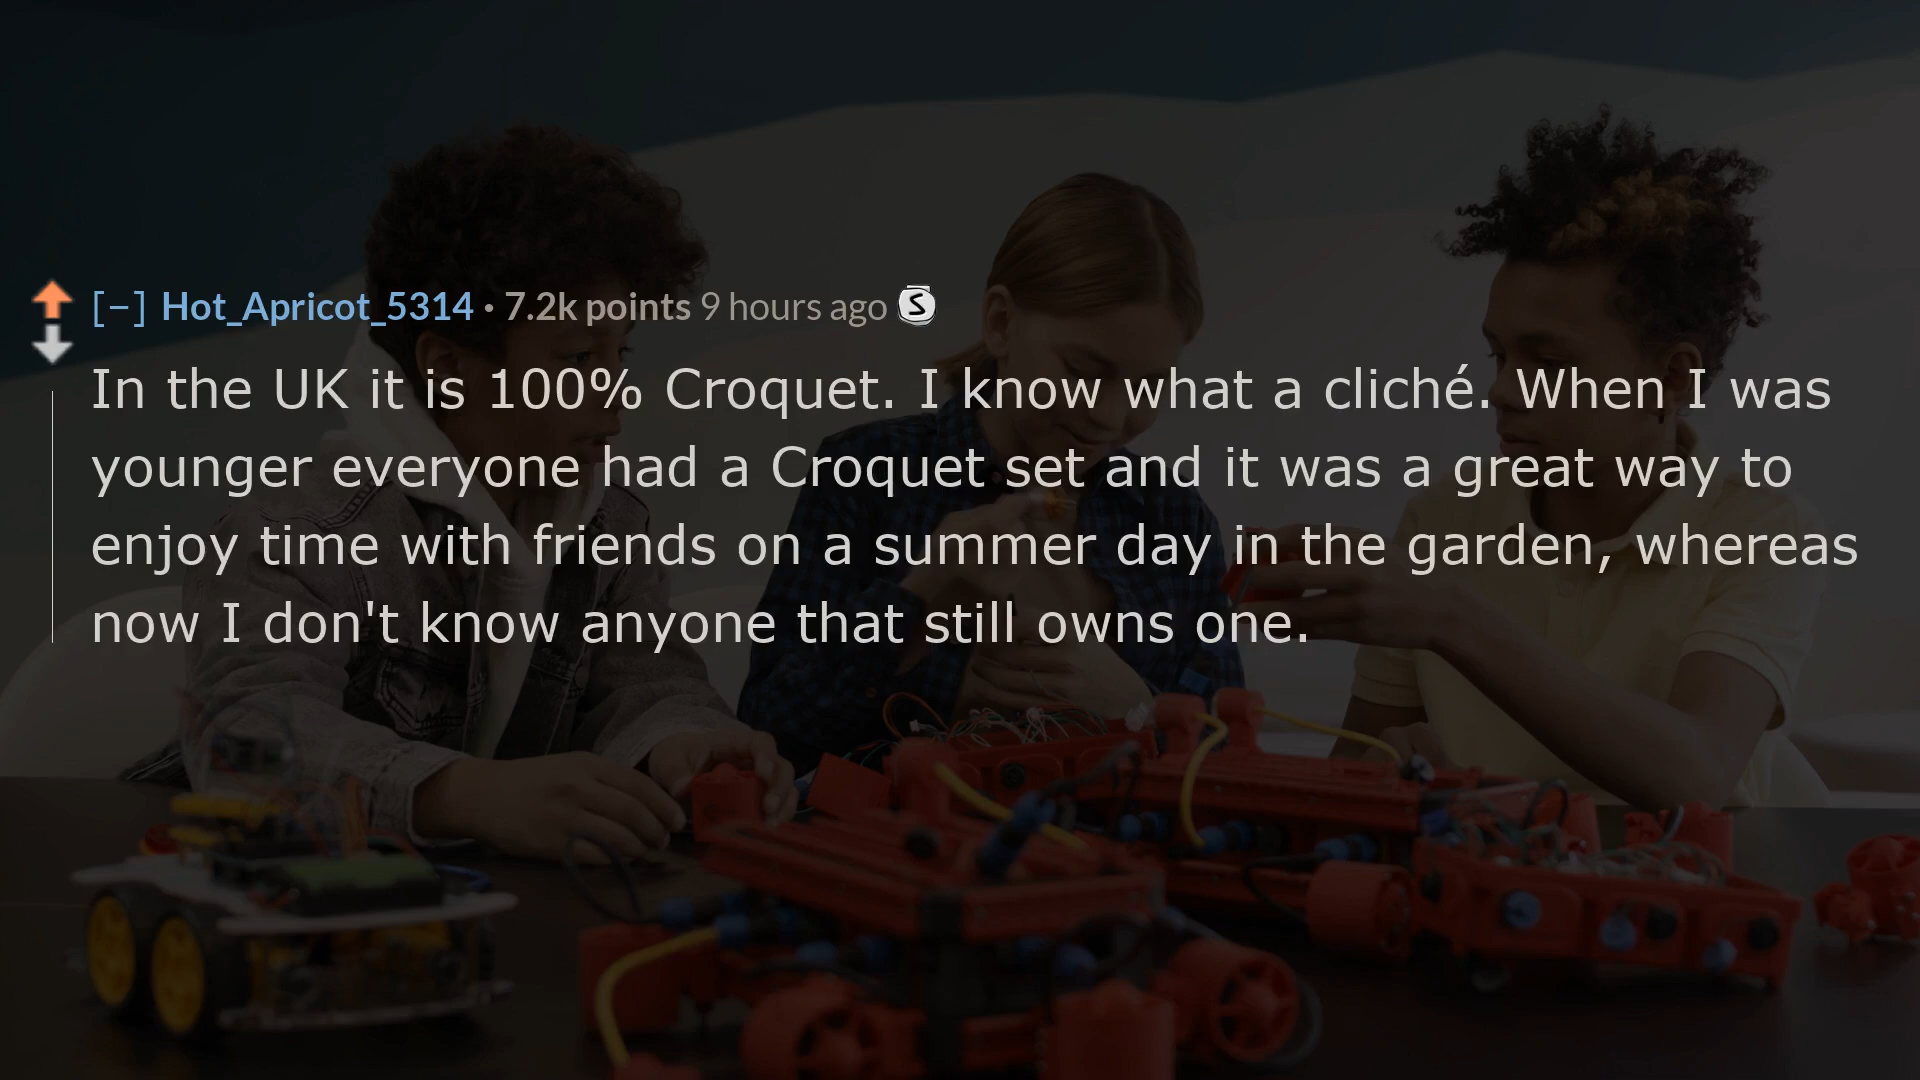 [−] Hot_Apricot_5314 • 7.2k points 9 hours ago S
In the UK it is 100% Croquet. I know what a cliché. When I was
younger everyone had a Croquet set and it was a great way to
enjoy time with friends on a summer day in the garden, whereas
now I don't know anyone that still owns one.